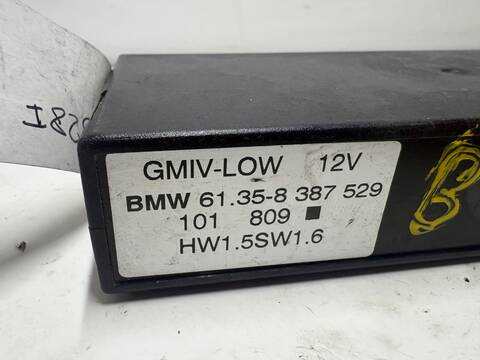 GMIV-LOW 12V
BMW 61.35-8 387 529
101 809 ■
HW1.5SW1.6
B